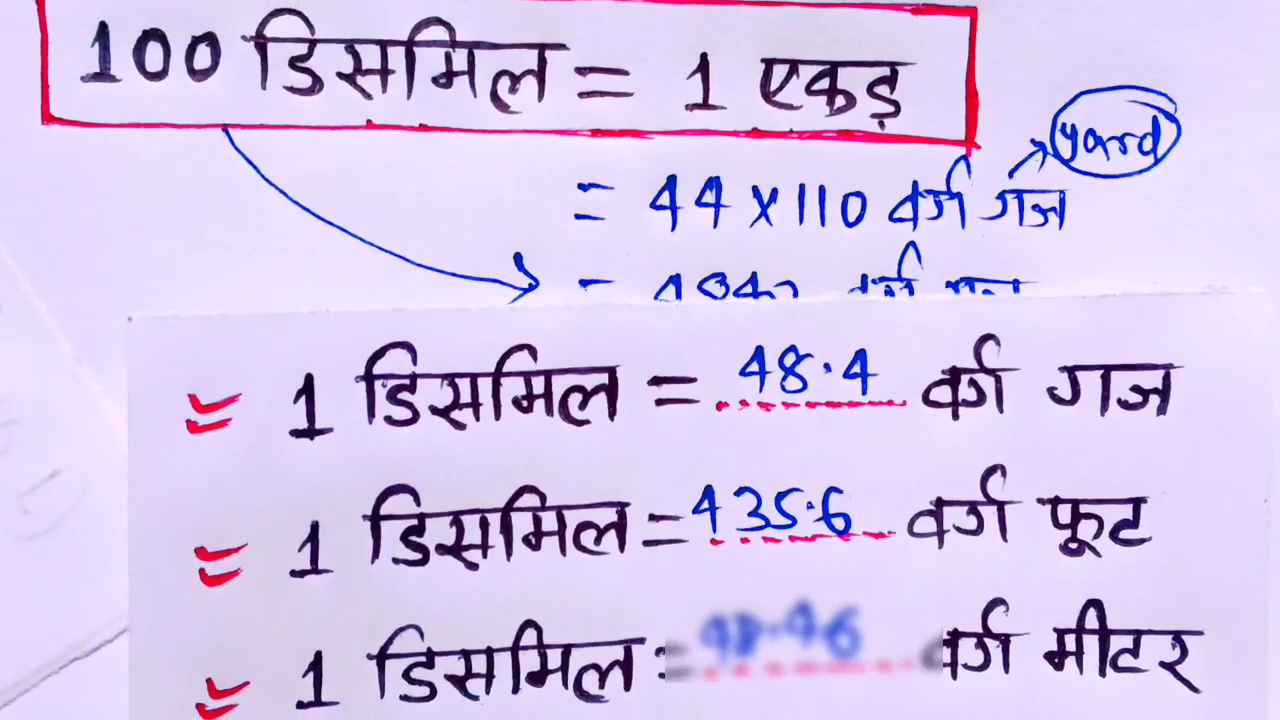 100 डिसमिल = 1 एकड़
yard
= 44 x 110 वर्ग गज
1 डिसमिल = 48.4 वर्ग गज
1 डिसमिल = 435.6 वर्ग फूट
1 डिसमिल = वर्ग मीटर